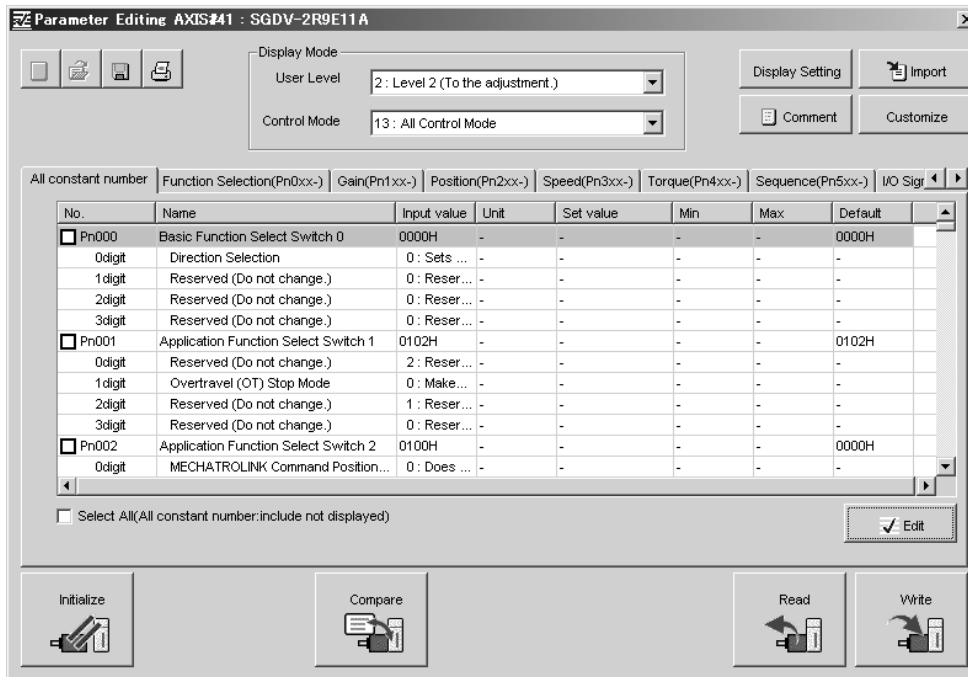 Parameter Editing AXIS#41 : SGDV-2R9E11A
Display Mode
User Level 2 : Level 2 (To the adjustment.)
Control Mode 13 : All Control Mode
Display Setting Import
Comment Customize
All constant number Function Selection(Pn0xx-) Gain(Pn1xx-) Position(Pn2xx-) Speed(Pn3xx-) Torque(Pn4xx-) Sequence(Pn5xx-) I/O Sigr
No. Name Input value Unit Set value Min Max Default
Pn000 Basic Function Select Switch 0 0000H - - - - 0000H
0digit Direction Selection 0 : Sets ... - - - - -
1digit Reserved (Do not change.) 0 : Reser... - - - - -
2digit Reserved (Do not change.) 0 : Reser... - - - - -
3digit Reserved (Do not change.) 0 : Reser... - - - - -
Pn001 Application Function Select Switch 1 0102H - - - - 0102H
0digit Reserved (Do not change.) 2 : Reser... - - - - -
1digit Overtravel (OT) Stop Mode 0 : Make... - - - - -
2digit Reserved (Do not change.) 1 : Reser... - - - - -
3digit Reserved (Do not change.) 0 : Reser... - - - - -
Pn002 Application Function Select Switch 2 0100H - - - - 0000H
0digit MECHATROLINK Command Position... 0 : Does ... - - - - -
Select All(All constant number:include not displayed)
Edit
Initialize Compare Read Write